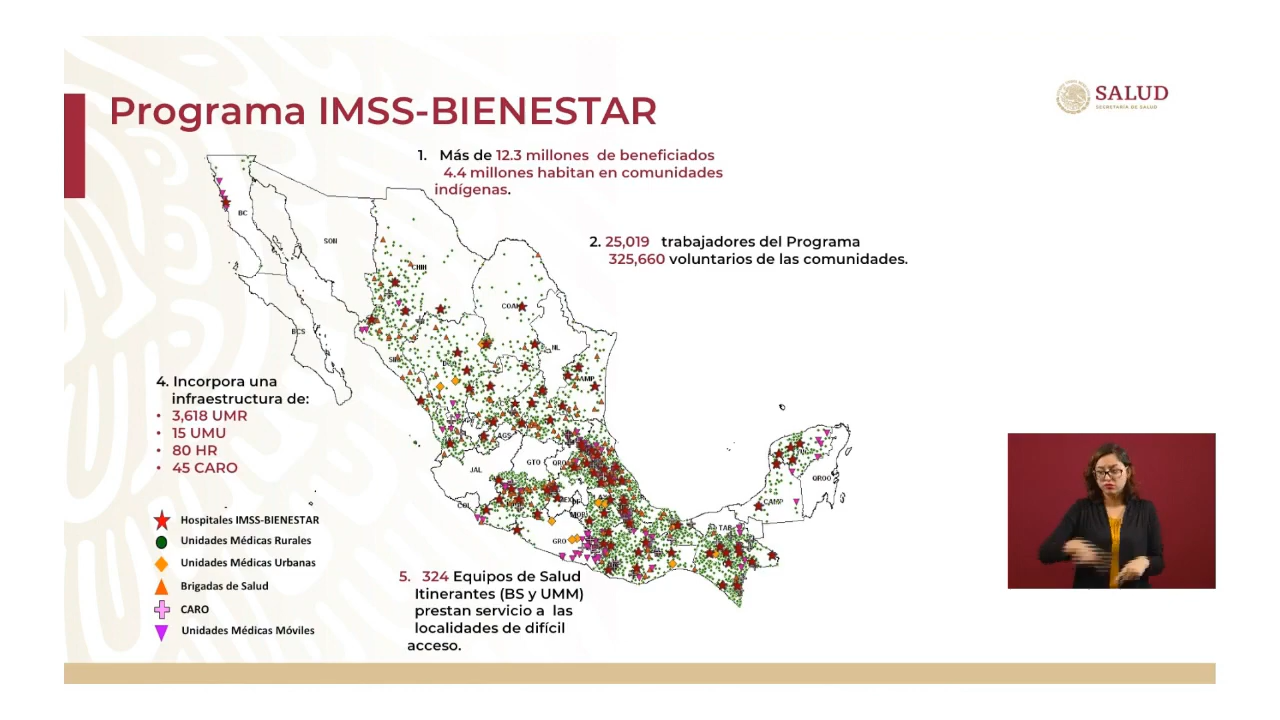 Programa IMSS-BIENESTAR
SALUD
SECRETARÍA DE SALUD
1. Más de 12.3 millones de beneficiados
4.4 millones habitan en comunidades
indígenas.
2. 25,019 trabajadores del Programa
325,660 voluntarios de las comunidades.
BC
SON
CHIH
COAH
BCS
NL
4. Incorpora una
infraestructura de:
• 3,618 UMR
• 15 UMU
• 80 HR
• 45 CARO
AGS
JAL
GTO
QRO
QROO
CAMP
COL
MOR
TAB
GRO
Hospitales IMSS-BIENESTAR
Unidades Médicas Rurales
Unidades Médicas Urbanas
Brigadas de Salud
CARO
Unidades Médicas Móviles
5. 324 Equipos de Salud
Itinerantes (BS y UMM)
prestan servicio a las
localidades de difícil
acceso.